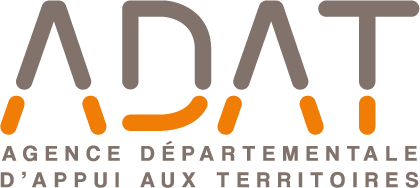 ADAT
AGENCE DÉPARTEMENTALE
D'APPUI AUX TERRITOIRES